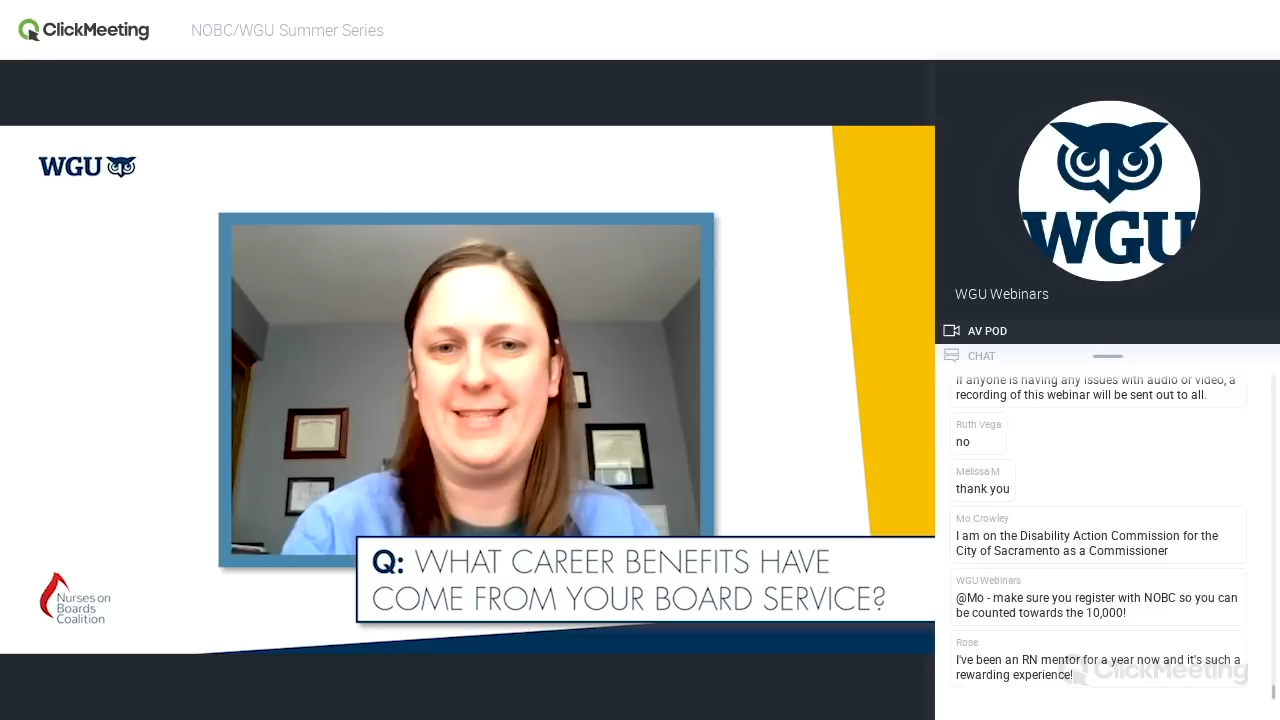 ClickMeeting
NOBC/WGU Summer Series
WGU
Q: WHAT CAREER BENEFITS HAVE
COME FROM YOUR BOARD SERVICE?
Nurses on
Boards
Coalition
WGU
WGU Webinars
AV POD
CHAT
If anyone is having any issues with audio or video, a
recording of this webinar will be sent out to all.
Ruth Vega
no
Melissa M
thank you
Mo Crowley
I am on the Disability Action Commission for the
City of Sacramento as a Commissioner
WGU Webinars
@Mo - make sure you register with NOBC so you can
be counted towards the 10,000!
Rose
I've been an RN mentor for a year now and it's such a
rewarding experience!
ClickMeeting